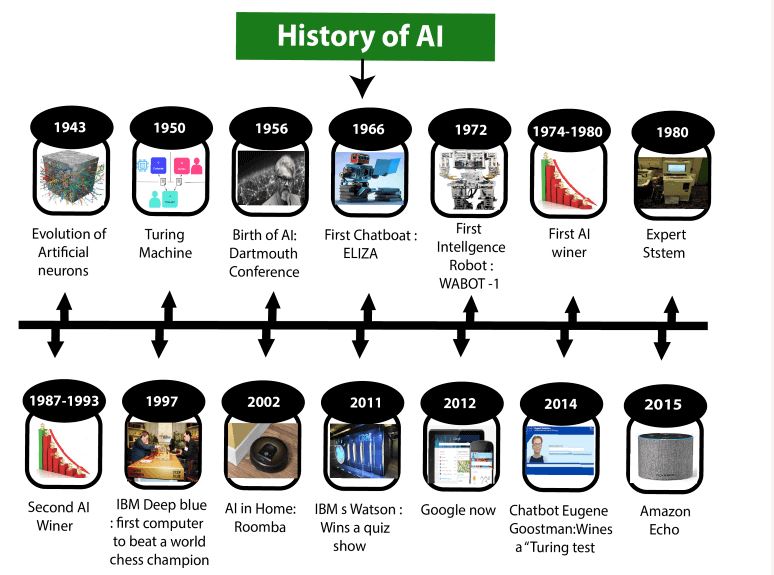 History of AI
1943
1950
1956
1966
1972
1974-1980
1980
Evolution of
Artificial
neurons
Turing
Machine
Birth of AI:
Dartmouth
Conference
First Chatboat :
ELIZA
First
Intellgence
Robot :
WABOT -1
First AI
winer
Expert
Ststem
1987-1993
1997
2002
2011
2012
2014
2015
Second AI
Winer
IBM Deep blue
: first computer
to beat a world
chess champion
AI in Home:
Roomba
IBM s Watson :
Wins a quiz
show
Google now
Chatbot Eugene
Goostman:Wines
a “Turing test
Amazon
Echo